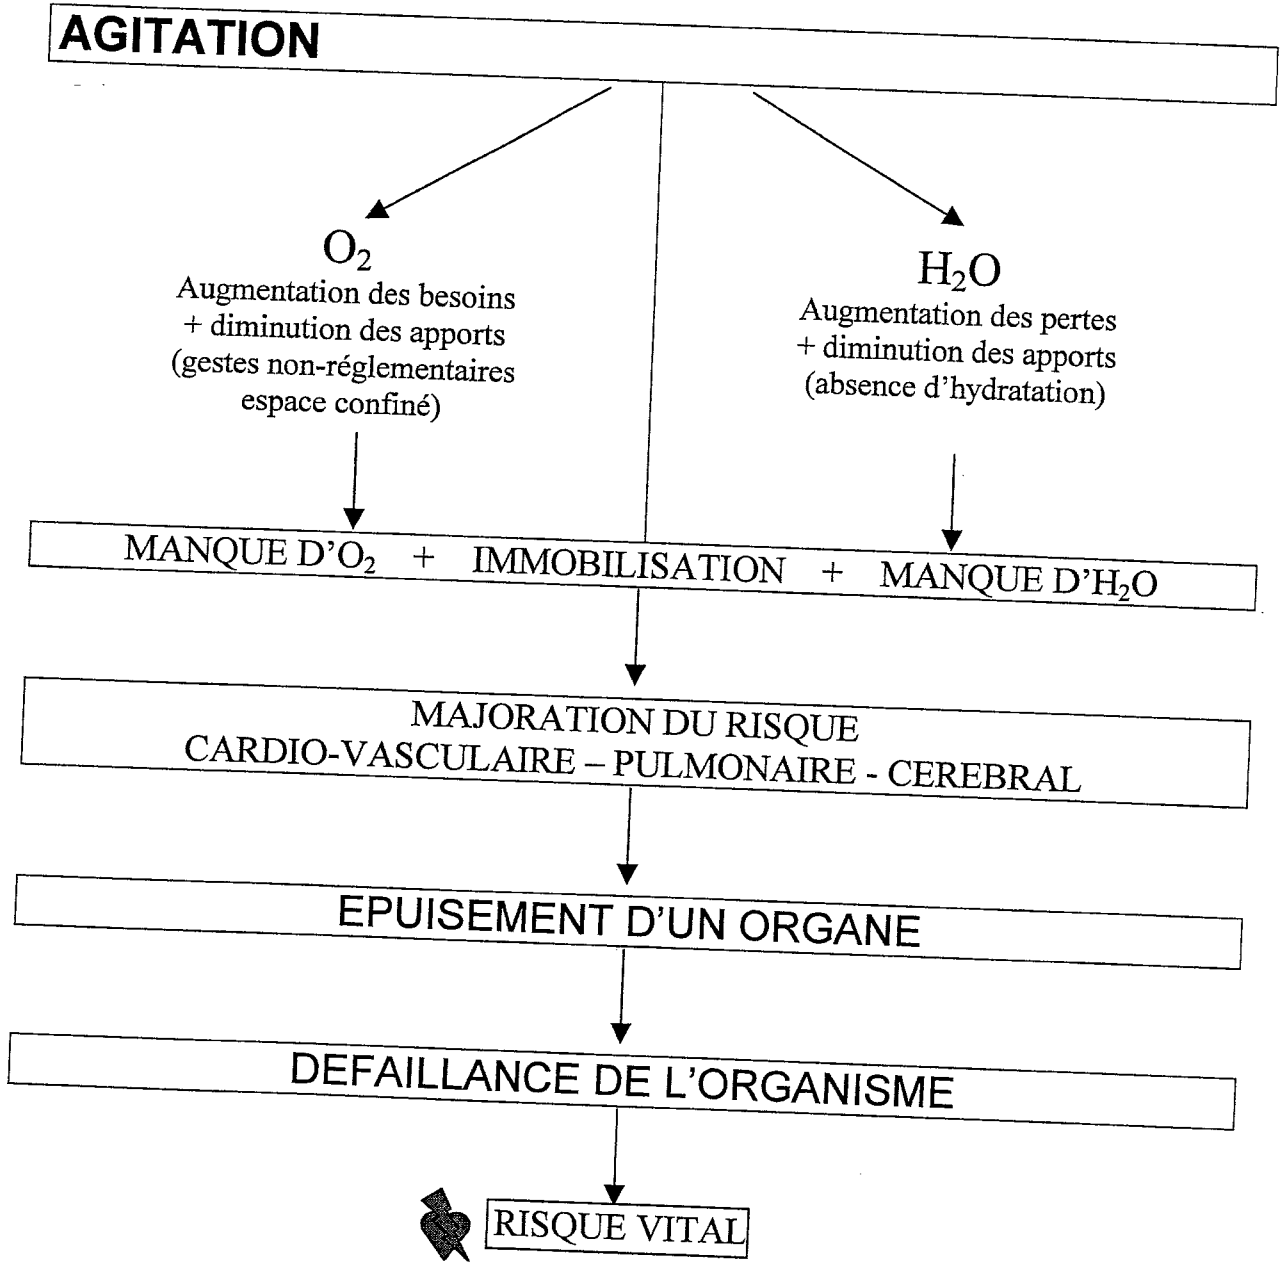 AGITATION
O₂
Augmentation des besoins
+ diminution des apports
(gestes non-réglementaires
espace confiné)
H₂O
Augmentation des pertes
+ diminution des apports
(absence d'hydratation)
MANQUE D'O₂ + IMMOBILISATION + MANQUE D'H₂O
MAJORATION DU RISQUE
CARDIO-VASCULAIRE – PULMONAIRE - CEREBRAL
EPUISEMENT D'UN ORGANE
DEFAILLANCE DE L'ORGANISME
RISQUE VITAL